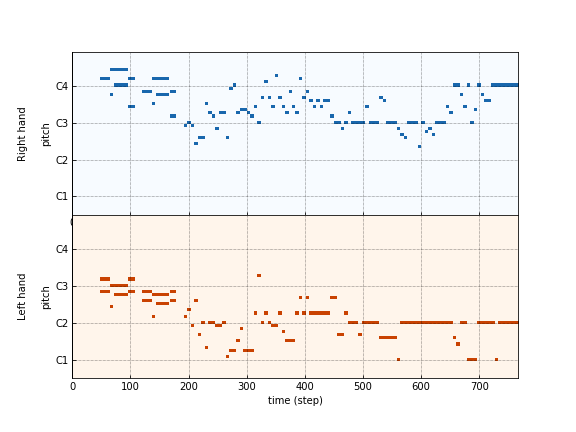 Right hand
pitch
C4
C3
C2
C1
Left hand
pitch
C4
C3
C2
C1
0 100 200 300 400 500 600 700
time (step)